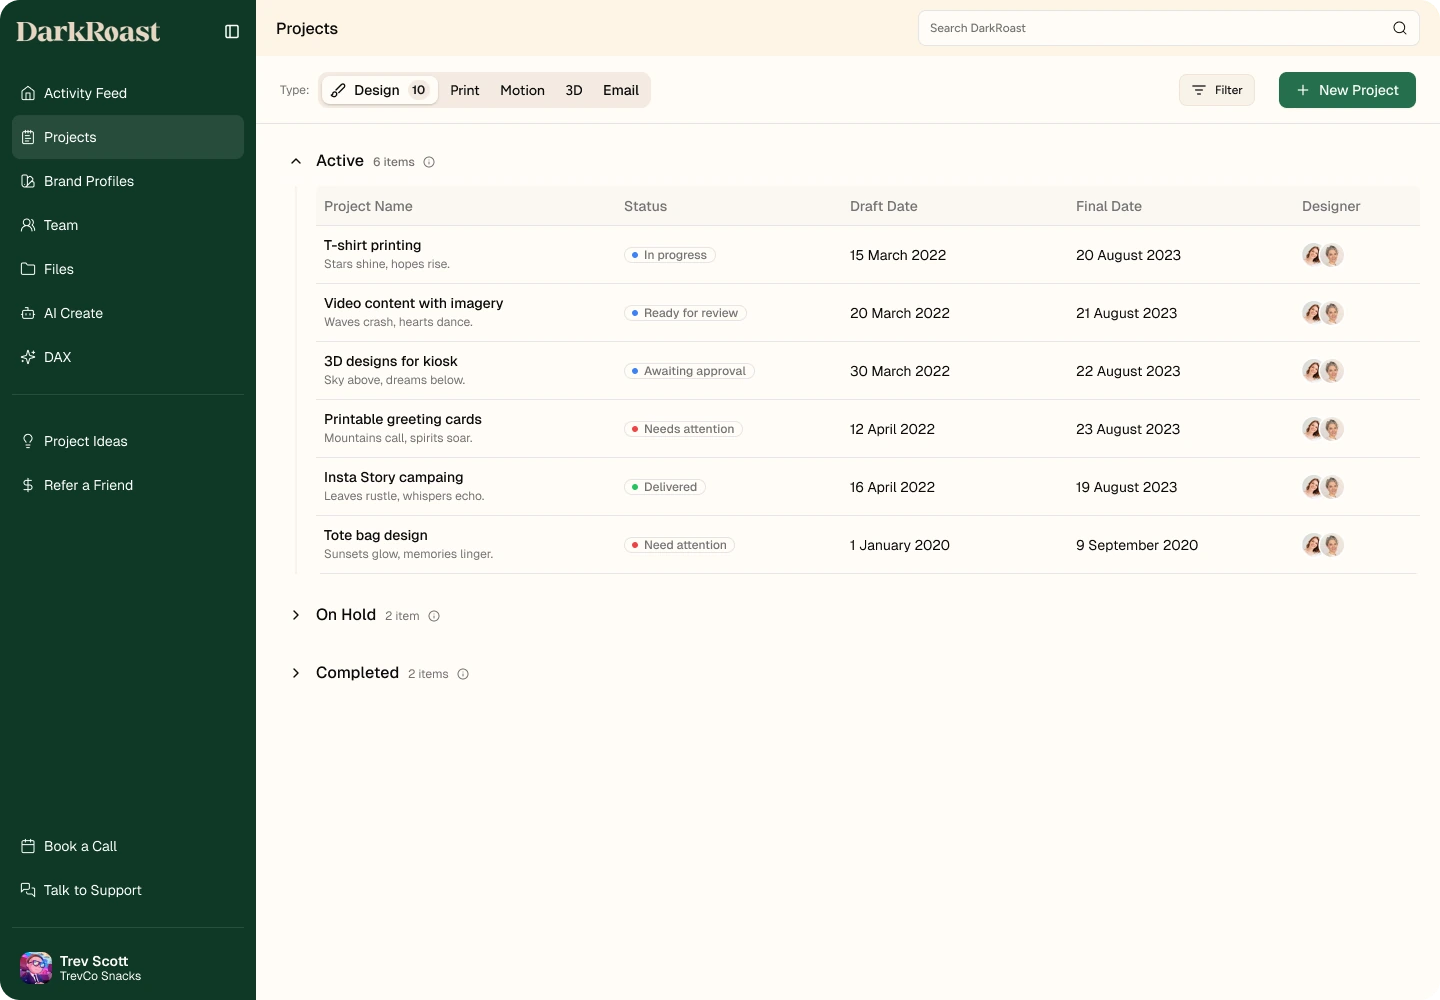 DarkRoast
Activity Feed
Projects
Brand Profiles
Team
Files
AI Create
DAX
Project Ideas
Refer a Friend
Book a Call
Talk to Support
Trev Scott
TrevCo Snacks
Projects
Search DarkRoast
Type: Design 10 Print Motion 3D Email
Filter
New Project
Active 6 items
Project Name Status Draft Date Final Date Designer
T-shirt printing
Stars shine, hopes rise.
In progress 15 March 2022 20 August 2023
Video content with imagery
Waves crash, hearts dance.
Ready for review 20 March 2022 21 August 2023
3D designs for kiosk
Sky above, dreams below.
Awaiting approval 30 March 2022 22 August 2023
Printable greeting cards
Mountains call, spirits soar.
Needs attention 12 April 2022 23 August 2023
Insta Story campaing
Leaves rustle, whispers echo.
Delivered 16 April 2022 19 August 2023
Tote bag design
Sunsets glow, memories linger.
Need attention 1 January 2020 9 September 2020
On Hold 2 item
Completed 2 items